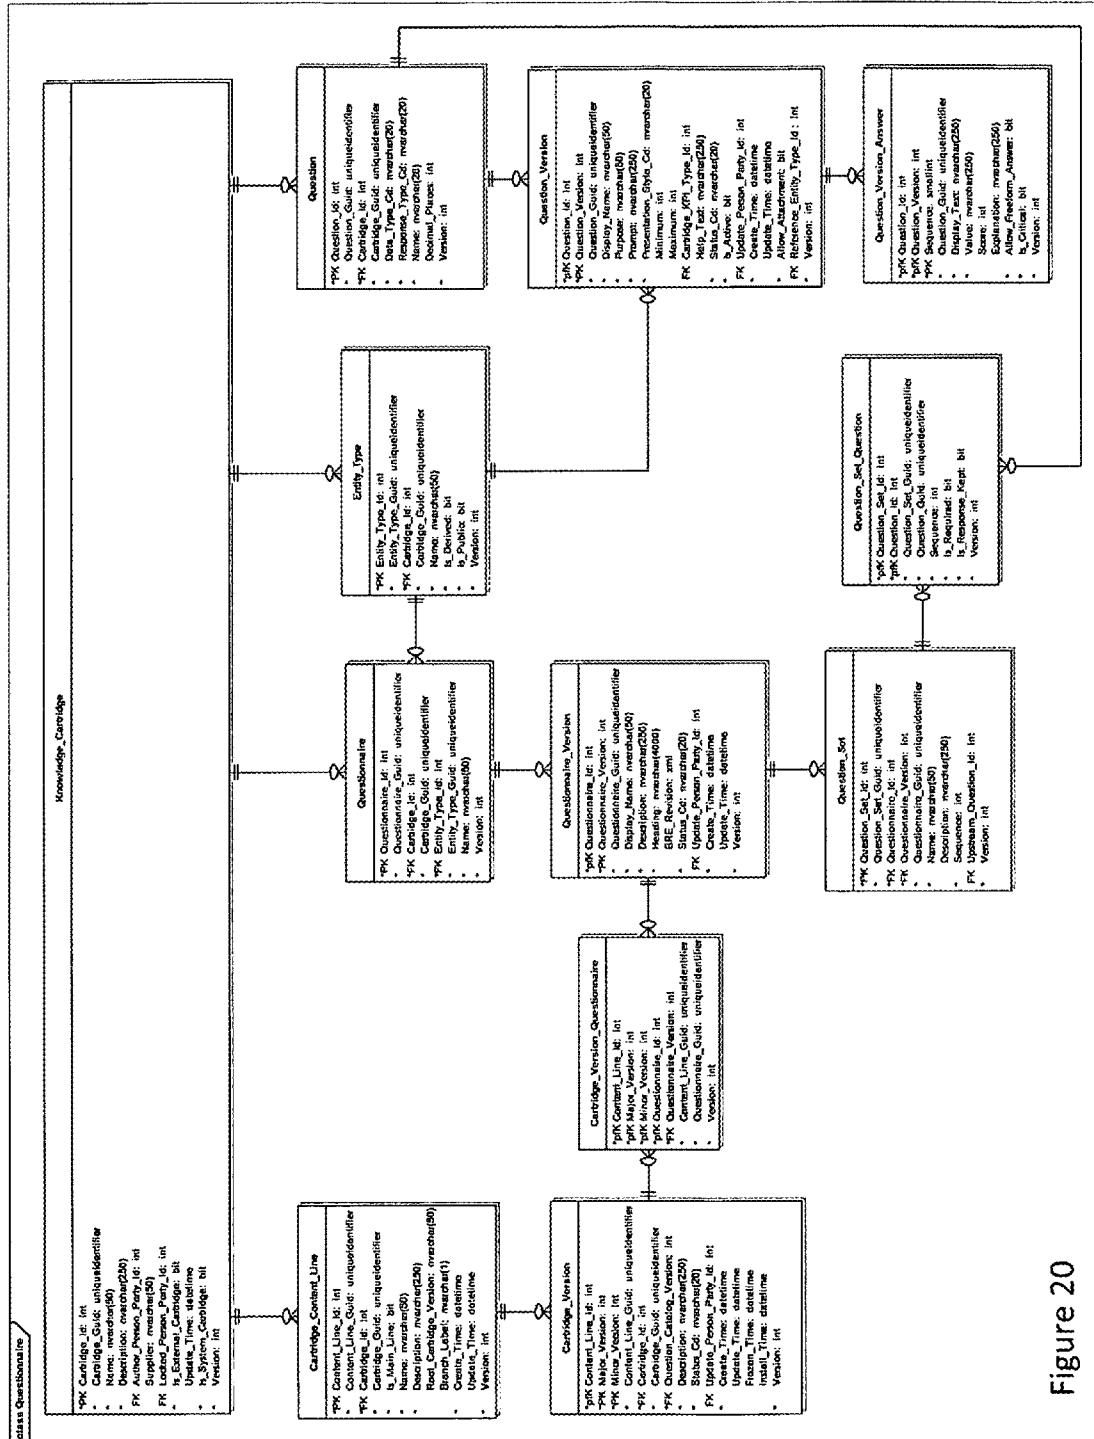 class Questionnaire
Knowledge_Cartridge
*PK Cartridge_Id: int
* Cartridge_Guid: uniqueidentifier
* Name: nvarchar(50)
* Description: nvarchar(250)
FK Author_Person_Party_Id: int
* Supplier: nvarchar(50)
FK Locked_Person_Party_Id: int
* Is_External_Cartridge: bit
* Update_Time: datetime
* Is_System_Cartridge: bit
* Version: int
Cartridge_Content_Line
*PK Content_Line_Id: int
* Content_Line_Guid: uniqueidentifier
*FK Cartridge_Id: int
* Cartridge_Guid: uniqueidentifier
* Is_Main_Line: bit
* Name: nvarchar(50)
* Description: nvarchar(250)
Root_Cartridge_Version: nvarchar(50)
Branch_Label: nvarchar(1)
* Create_Time: datetime
* Update_Time: datetime
* Version: int
Questionnaire
*PK Questionnaire_Id: int
* Questionnaire_Guid: uniqueidentifier
*FK Cartridge_Id: int
* Cartridge_Guid: uniqueidentifier
*FK Entity_Type_Id: int
* Entity_Type_Guid: uniqueidentifier
* Name: nvarchar(50)
* Version: int
Entity_Type
*PK Entity_Type_Id: int
* Entity_Type_Guid: uniqueidentifier
*FK Cartridge_Id: int
* Cartridge_Guid: uniqueidentifier
* Name: nvarchar(50)
* Is_Derived: bit
* Is_Public: bit
* Version: int
Question
*PK Question_Id: int
* Question_Guid: uniqueidentifier
*FK Cartridge_Id: int
* Cartridge_Guid: uniqueidentifier
* Data_Type_Cd: nvarchar(20)
* Response_Type_Cd: nvarchar(20)
* Name: nvarchar(20)
Decimal_Places: int
* Version: int
Cartridge_Version
*pfK Content_Line_Id: int
*PK Major_Version: int
*PK Minor_Version: int
* Content_Line_Guid: uniqueidentifier
*FK Cartridge_Id: int
* Cartridge_Guid: uniqueidentifier
*FK Question_Catalog_Version: int
* Description: nvarchar(250)
* Status_Cd: nvarchar(20)
FK Update_Person_Party_Id: int
* Create_Time: datetime
* Update_Time: datetime
Frozen_Time: datetime
Install_Time: datetime
* Version: int
Cartridge_Version_Questionnaire
*pfK Content_Line_Id: int
*pfK Major_Version: int
*pfK Minor_Version: int
*pfK Questionnaire_Id: int
*FK Questionnaire_Version: int
* Content_Line_Guid: uniqueidentifier
* Questionnaire_Guid: uniqueidentifier
* Version: int
Questionnaire_Version
*pfK Questionnaire_Id: int
*PK Questionnaire_Version: int
* Questionnaire_Guid: uniqueidentifier
* Display_Name: nvarchar(50)
* Description: nvarchar(250)
Heading: nvarchar(4000)
BRE_Revision: xml
* Status_Cd: nvarchar(20)
FK Update_Person_Party_Id: int
* Create_Time: datetime
* Update_Time: datetime
* Version: int
Question_Version
*pfK Question_Id: int
*PK Question_Version: int
* Question_Guid: uniqueidentifier
* Display_Name: nvarchar(50)
* Purpose: nvarchar(50)
* Prompt: nvarchar(250)
* Presentation_Style_Cd: nvarchar(20)
Minimum: int
Maximum: int
FK Cartridge_KPI_Type_Id: int
Help_Text: nvarchar(250)
* Status_Cd: nvarchar(20)
* Is_Active: bit
FK Update_Person_Party_Id: int
* Create_Time: datetime
* Update_Time: datetime
* Allow_Attachment: bit
FK Reference_Entity_Type_Id : int
* Version: int
Question_Set
*PK Question_Set_Id: int
* Question_Set_Guid: uniqueidentifier
*FK Questionnaire_Id: int
*FK Questionnaire_Version: int
* Questionnaire_Guid: uniqueidentifier
* Name: nvarchar(50)
Description: nvarchar(250)
* Sequence: int
FK Upstream_Question_Id: int
* Version: int
Question_Set_Question
*pfK Question_Set_Id: int
*pfK Question_Id: int
* Question_Set_Guid: uniqueidentifier
* Question_Guid: uniqueidentifier
* Sequence: int
* Is_Required: bit
* Is_Response_Kept: bit
* Version: int
Question_Version_Answer
*pfK Question_Id: int
*pfK Question_Version: int
*PK Sequence: smallint
* Question_Guid: uniqueidentifier
* Display_Text: nvarchar(250)
Value: nvarchar(250)
Score: int
Explanation: nvarchar(250)
* Allow_Freeform_Answer: bit
* Is_Critical: bit
* Version: int
Figure 20